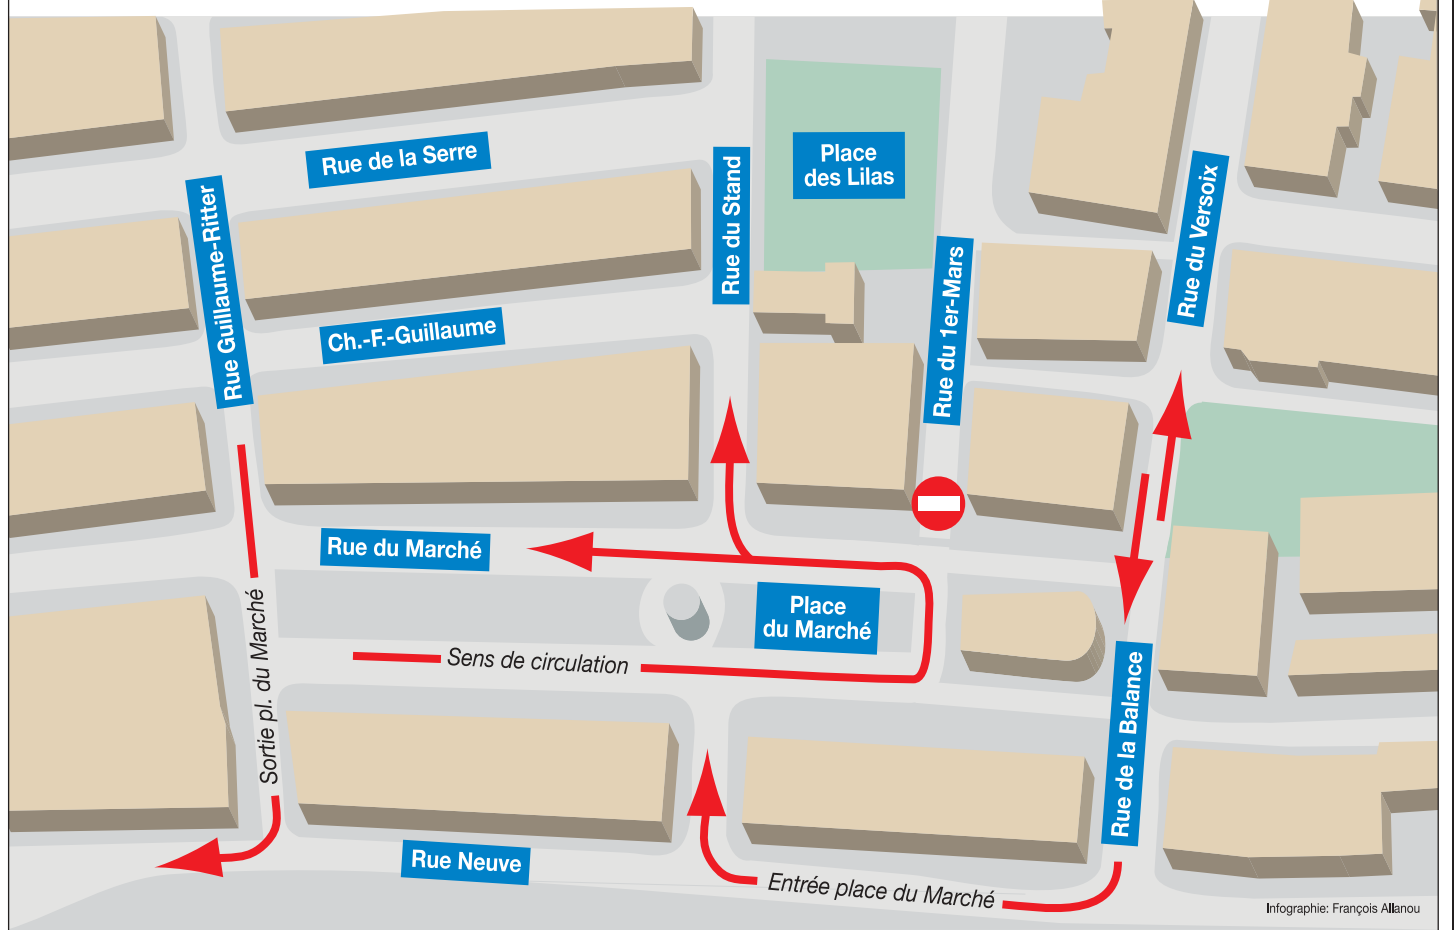 Rue de la Serre
Place
des Lilas
Rue du Stand
Rue du Versoix
Rue Guillaume-Ritter
Rue du 1er-Mars
Ch.-F.-Guillaume
Rue du Marché
Place
du Marché
Sens de circulation
Sortie pl. du Marché
Rue de la Balance
Rue Neuve
Entrée place du Marché
Infographie: François Allanou